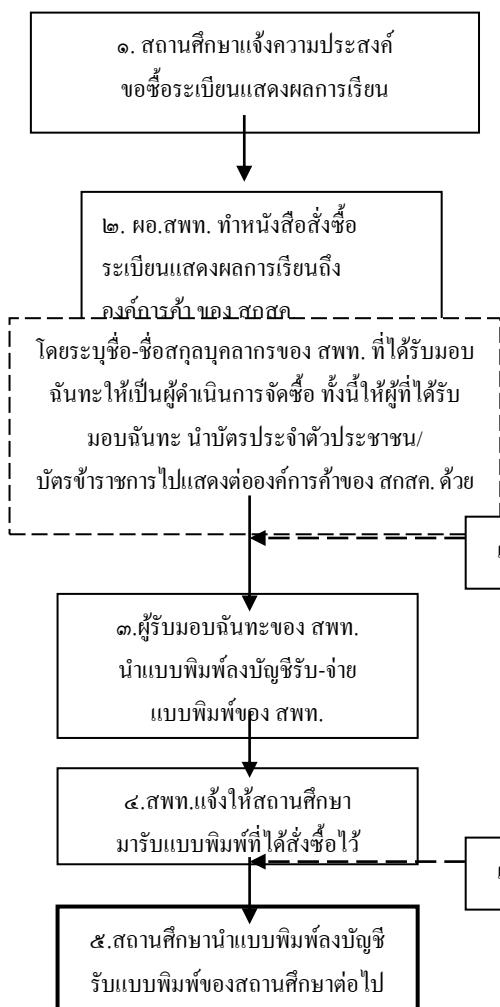 ๑. สถานศึกษาแจ้งความประสงค์
ขอซื้อระเบียนแสดงผลการเรียน
๒. ผอ.สพท. ทำหนังสือสั่งซื้อ
ระเบียนแสดงผลการเรียนถึง
องค์การค้า ของ สกสค
โดยระบุชื่อ-ชื่อสกุลบุคลากรของ สพท. ที่ได้รับมอบ
ฉันทะให้เป็นผู้ดำเนินการจัดซื้อ ทั้งนี้ให้ผู้ที่ได้รับ
มอบฉันทะ นำบัตรประจำตัวประชาชน/
บัตรข้าราชการไปแสดงต่อองค์การค้าของ สกสค. ด้วย
๓.ผู้รับมอบฉันทะของ สพท.
นำแบบพิมพ์ลงบัญชีรับ-จ่าย
แบบพิมพ์ของ สพท.
๔.สพท.แจ้งให้สถานศึกษา
มารับแบบพิมพ์ที่ได้สั่งซื้อไว้
๕.สถานศึกษานำแบบพิมพ์ลงบัญชี
รับแบบพิมพ์ของสถานศึกษาต่อไป